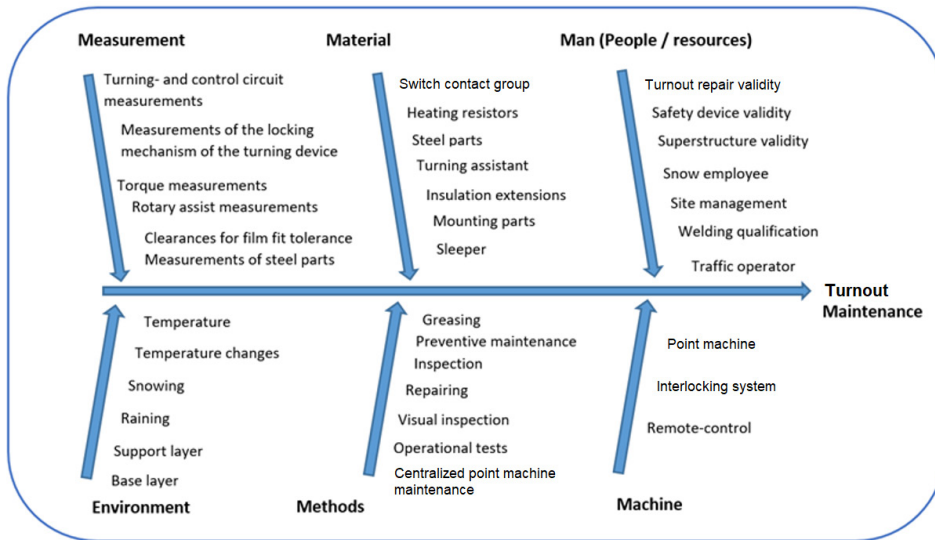 Measurement
Turning- and control circuit
measurements
Measurements of the locking
mechanism of the turning device
Torque measurements
Rotary assist measurements
Clearances for film fit tolerance
Measurements of steel parts
Material
Switch contact group
Heating resistors
Steel parts
Turning assistant
Insulation extensions
Mounting parts
Sleeper
Man (People / resources)
Turnout repair validity
Safety device validity
Superstructure validity
Snow employee
Site management
Welding qualification
Traffic operator
Turnout
Maintenance
Temperature
Temperature changes
Snowing
Raining
Support layer
Base layer
Environment
Greasing
Preventive maintenance
Inspection
Repairing
Visual inspection
Operational tests
Centralized point machine
maintenance
Methods
Point machine
Interlocking system
Remote-control
Machine